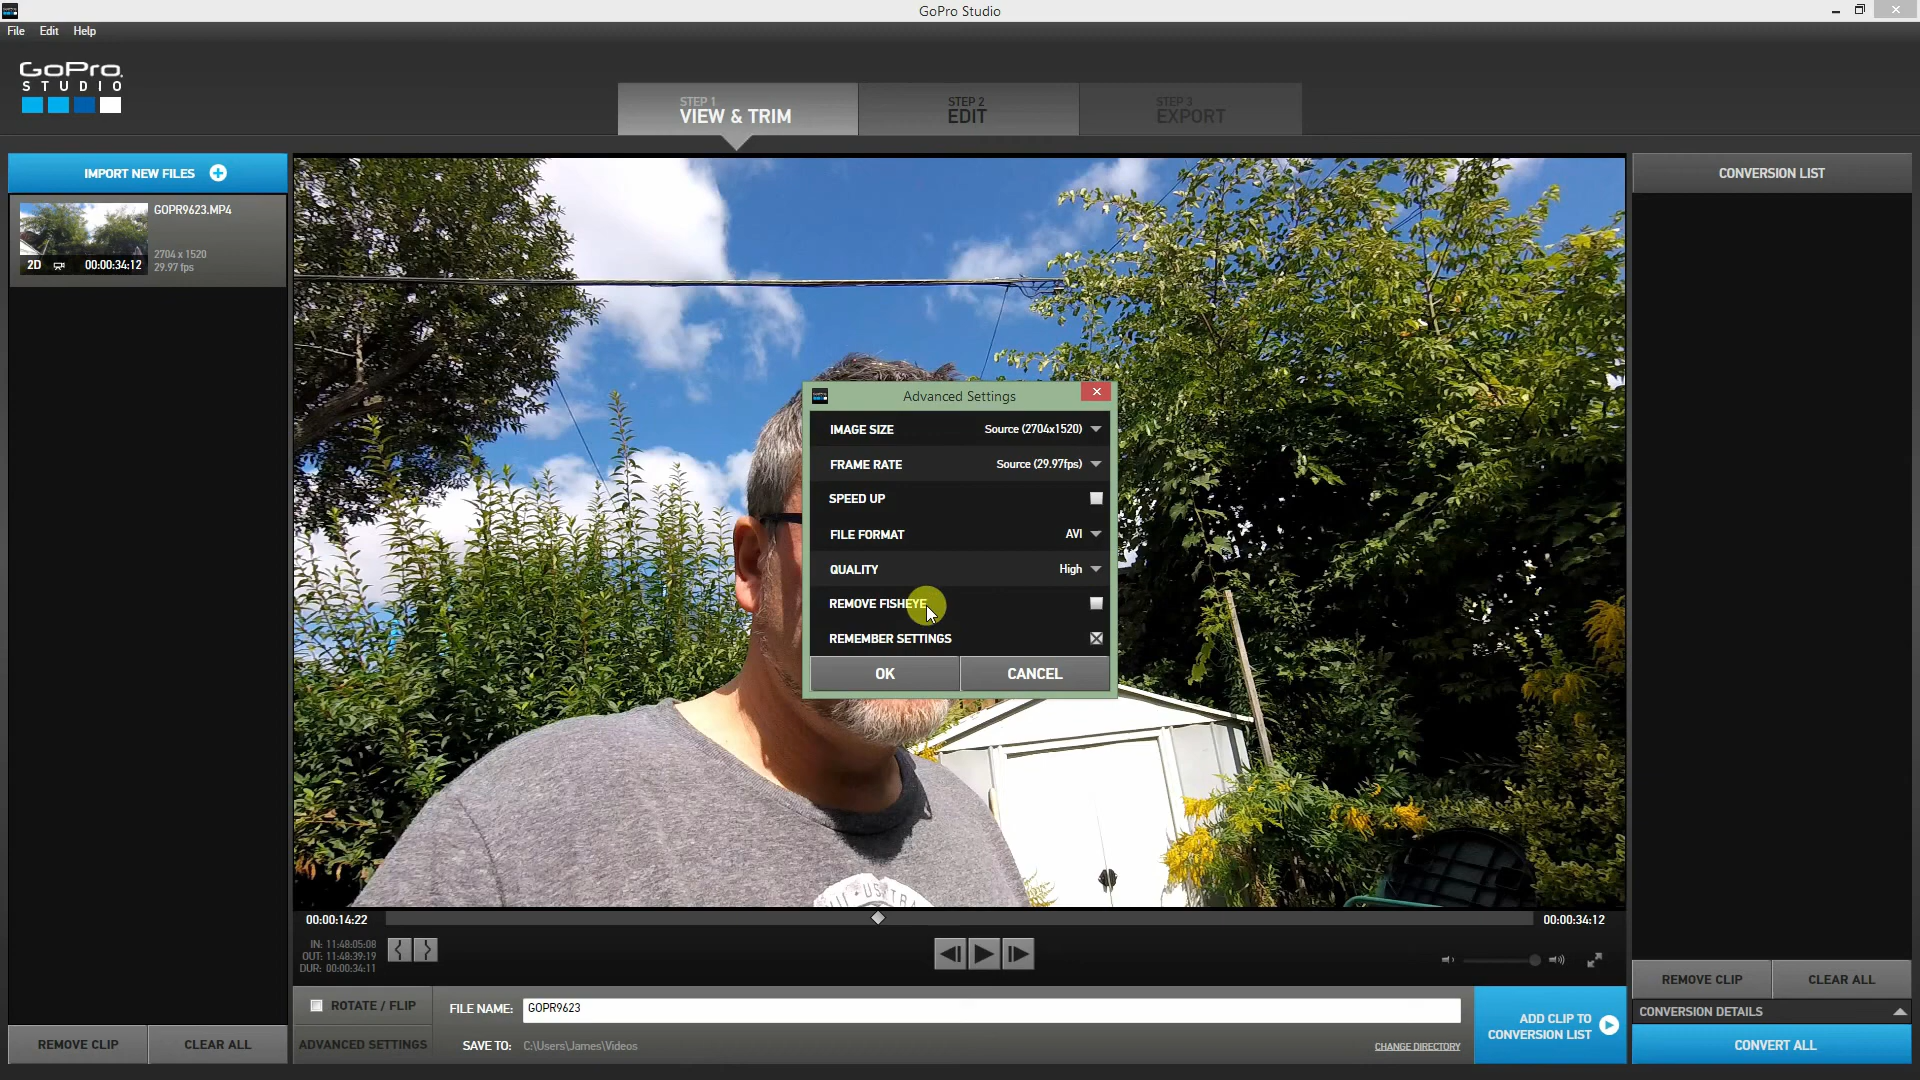 GoPro Studio
File Edit Help
GoPro
STUDIO
STEP 1
VIEW & TRIM
STEP 2
EDIT
STEP 3
EXPORT
IMPORT NEW FILES
CONVERSION LIST
GOPR9623.MP4
2704 x 1520
29.97 fps
2D 00:00:34:12
Advanced Settings
IMAGE SIZE Source (2704x1520)
FRAME RATE Source (29.97fps)
SPEED UP
FILE FORMAT AVI
QUALITY High
REMOVE FISHEYE
REMEMBER SETTINGS
OK CANCEL
00:00:14:22
00:00:34:12
IN: 11:48:05:08
OUT: 11:48:39:19
DUR: 00:00:34:11
ROTATE / FLIP
FILE NAME: GOPR9623
ADVANCED SETTINGS
SAVE TO: C:\Users\James\Videos
CHANGE DIRECTORY
ADD CLIP TO
CONVERSION LIST
REMOVE CLIP CLEAR ALL
REMOVE CLIP CLEAR ALL
CONVERSION DETAILS
CONVERT ALL